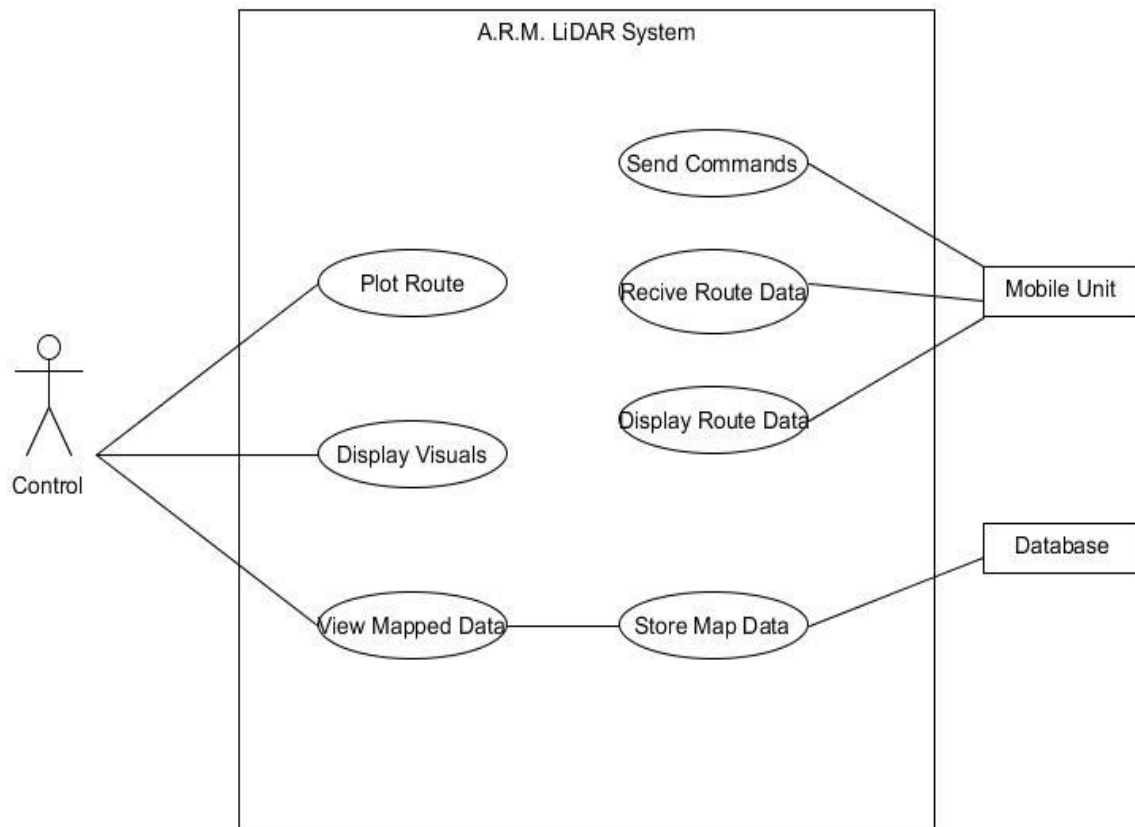 A.R.M. LiDAR System
Send Commands
Plot Route
Recive Route Data
Mobile Unit
Display Route Data
Display Visuals
Control
Database
View Mapped Data
Store Map Data